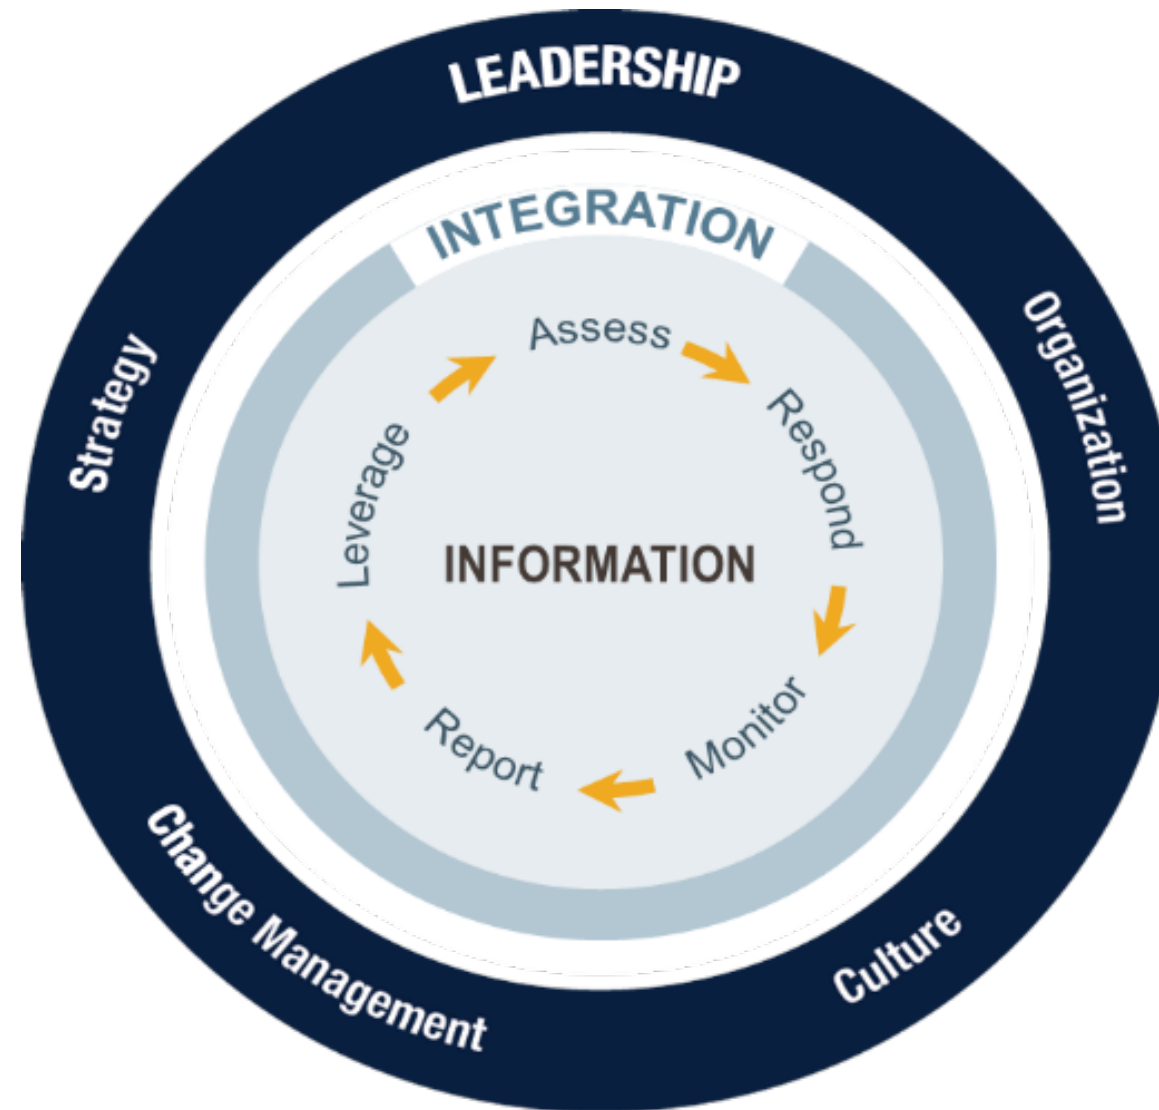 LEADERSHIP
Organization
Culture
Change Management
Strategy
INTEGRATION
Assess
Respond
Monitor
Report
Leverage
INFORMATION